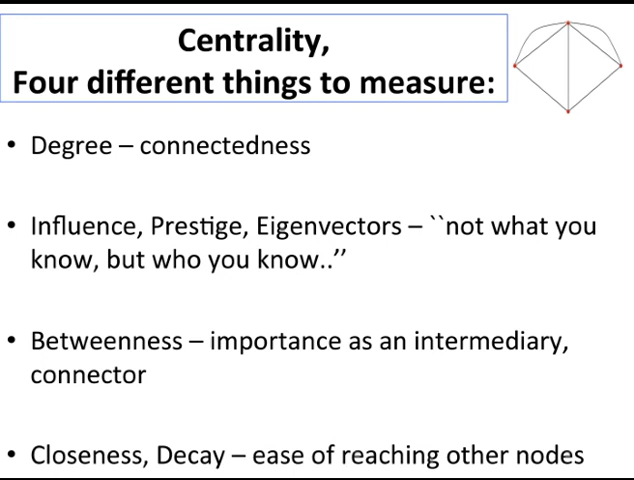 Centrality,
Four different things to measure:
• Degree – connectedness
• Influence, Prestige, Eigenvectors – ``not what you
know, but who you know..’’
• Betweenness – importance as an intermediary,
connector
• Closeness, Decay – ease of reaching other nodes